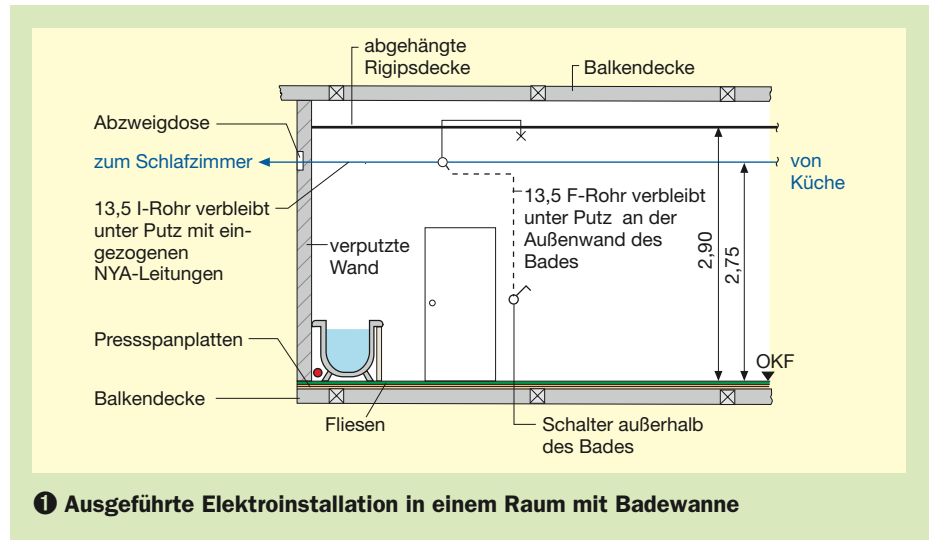 abgehängte
Rigipsdecke
Balkendecke
Abzweigdose
zum Schlafzimmer
von
Küche
13,5 I-Rohr verbleibt
unter Putz mit ein-
gezogenen
NYA-Leitungen
verputzte
Wand
13,5 F-Rohr verbleibt
unter Putz an der
Außenwand des
Bades
2,90
2,75
Pressspanplatten
OKF
Balkendecke
Fliesen
Schalter außerhalb
des Bades
❶ Ausgeführte Elektroinstallation in einem Raum mit Badewanne